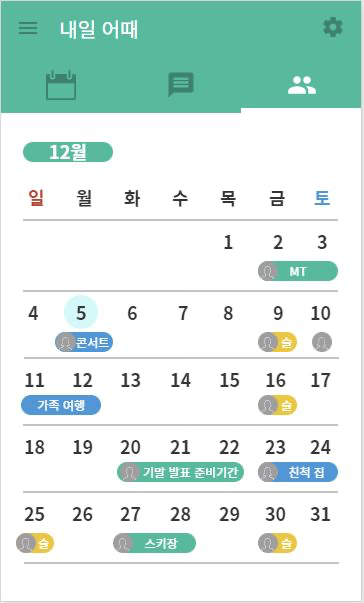 내일 어때
12월
일 월 화 수 목 금 토
1 2 3
MT
4 5 6 7 8 9 10
콘서트 술
11 12 13 14 15 16 17
가족 여행 술
18 19 20 21 22 23 24
기말 발표 준비기간 친척 집
25 26 27 28 29 30 31
술 스키장 술